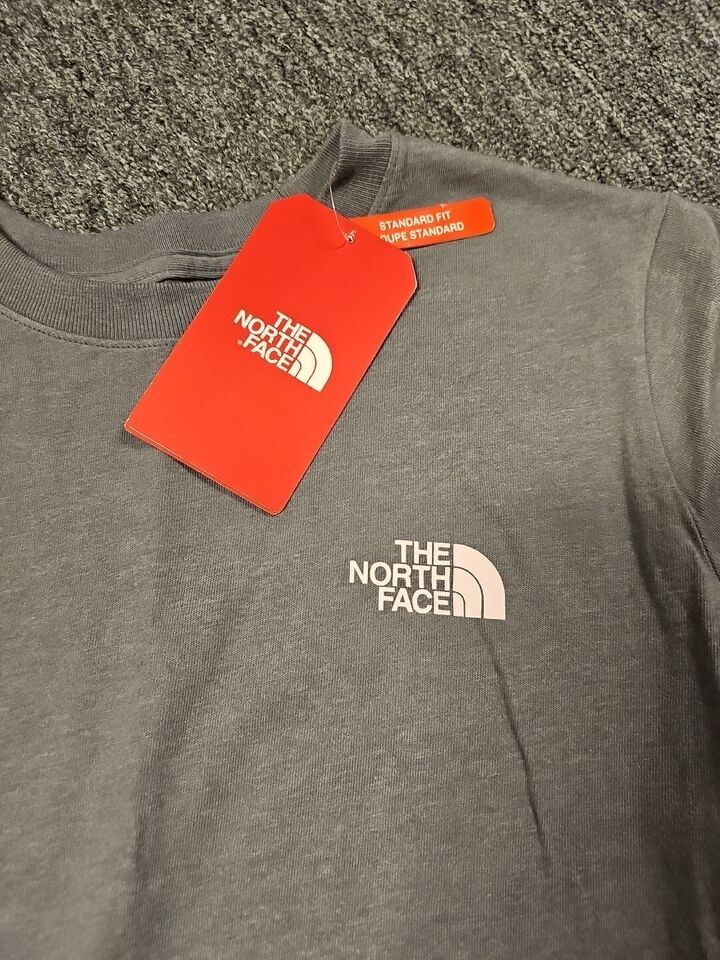 STANDARD FIT
OUPE STANDARD
THE
NORTH
FACE
THE
NORTH
FACE